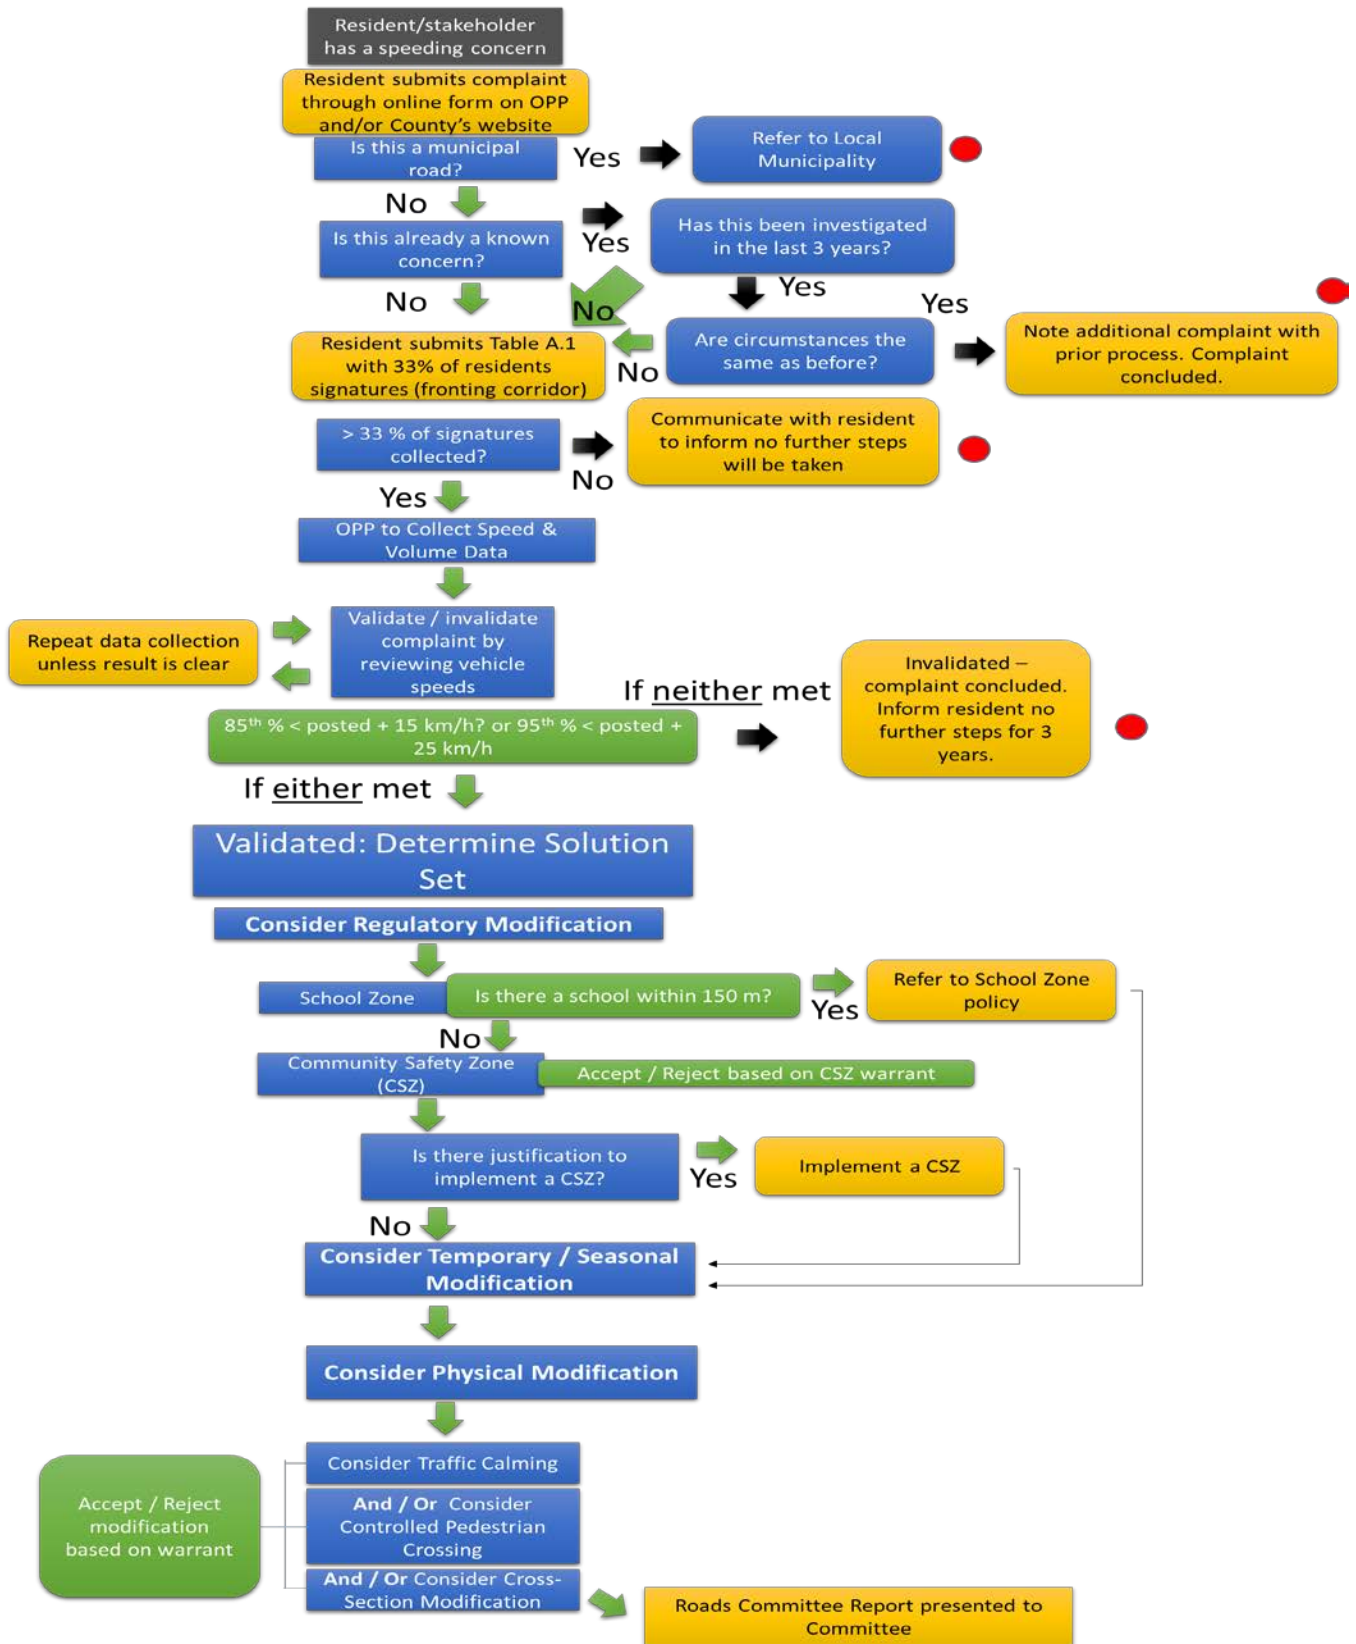 Resident/stakeholder
has a speeding concern
Resident submits complaint
through online form on OPP
and/or County's website
Is this a municipal
road?
Yes
Refer to Local
Municipality
No
Is this already a known
concern?
Yes
Has this been investigated
in the last 3 years?
No
No
Yes
Yes
Resident submits Table A.1
with 33% of residents
signatures (fronting corridor)
No
Are circumstances the
same as before?
Note additional complaint with
prior process. Complaint
concluded.
> 33 % of signatures
collected?
No
Communicate with resident
to inform no further steps
will be taken
Yes
OPP to Collect Speed &
Volume Data
Repeat data collection
unless result is clear
Validate / invalidate
complaint by
reviewing vehicle
speeds
If neither met
Invalidated –
complaint concluded.
Inform resident no
further steps for 3
years.
85th % < posted + 15 km/h? or 95th % < posted +
25 km/h
If either met
Validated: Determine Solution
Set
Consider Regulatory Modification
School Zone
Is there a school within 150 m?
Yes
Refer to School Zone
policy
No
Community Safety Zone
(CSZ)
Accept / Reject based on CSZ warrant
Is there justification to
implement a CSZ?
Yes
Implement a CSZ
No
Consider Temporary / Seasonal
Modification
Consider Physical Modification
Accept / Reject
modification
based on warrant
Consider Traffic Calming
And / Or Consider
Controlled Pedestrian
Crossing
And / Or Consider Cross-
Section Modification
Roads Committee Report presented to
Committee